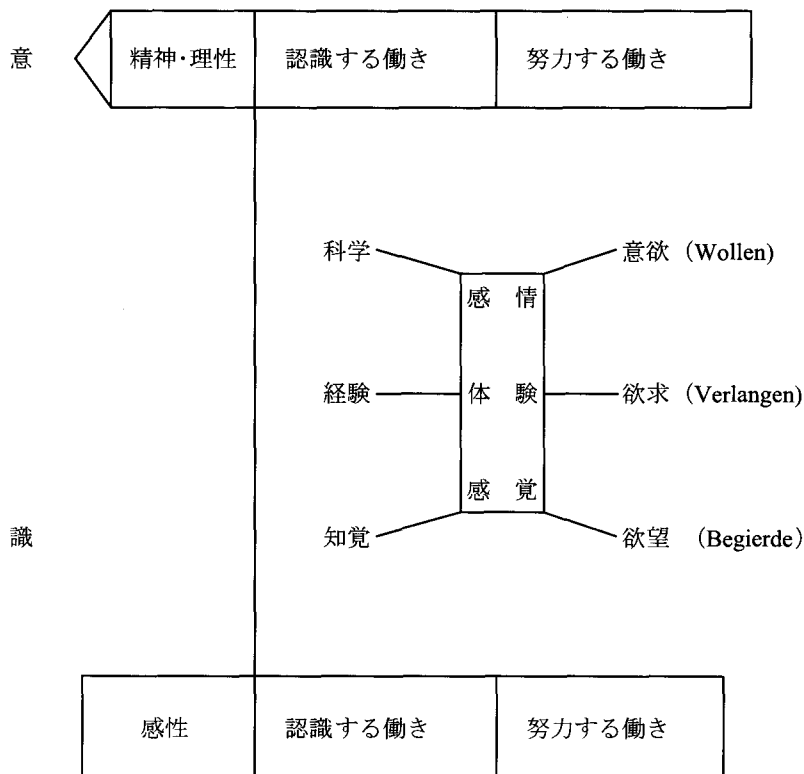 意 精神・理性 認識する働き 努力する働き
科学 意欲 (Wollen)
感 情
経験 体 験 欲求 (Verlangen)
感 覚
識 知覚 欲望 (Begierde)
感性 認識する働き 努力する働き